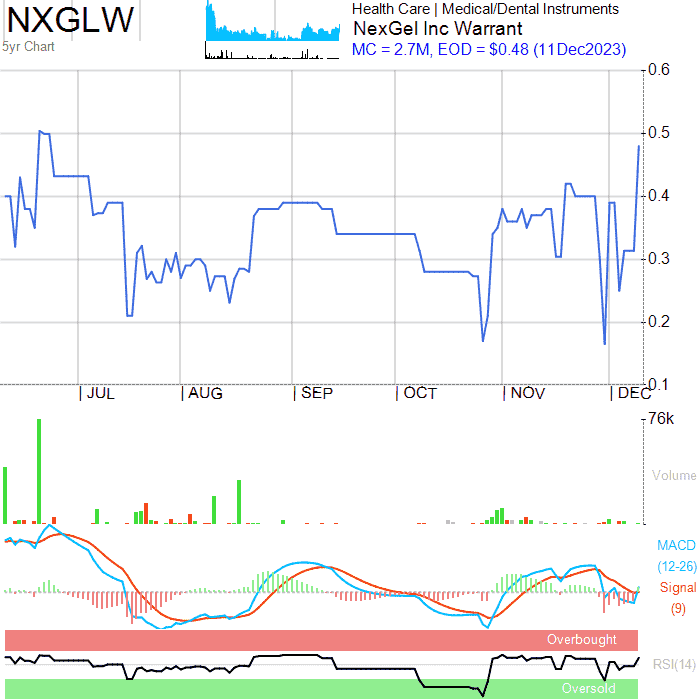 NXGLW
5yr Chart
Health Care | Medical/Dental Instruments
NexGel Inc Warrant
MC = 2.7M, EOD = $0.48 (11Dec2023)
0.6
0.5
0.4
0.3
0.2
0.1
| JUL | AUG | SEP | OCT | NOV | DEC
76k
Volume
MACD
(12-26)
Signal
(9)
Overbought
RSI(14)
Oversold